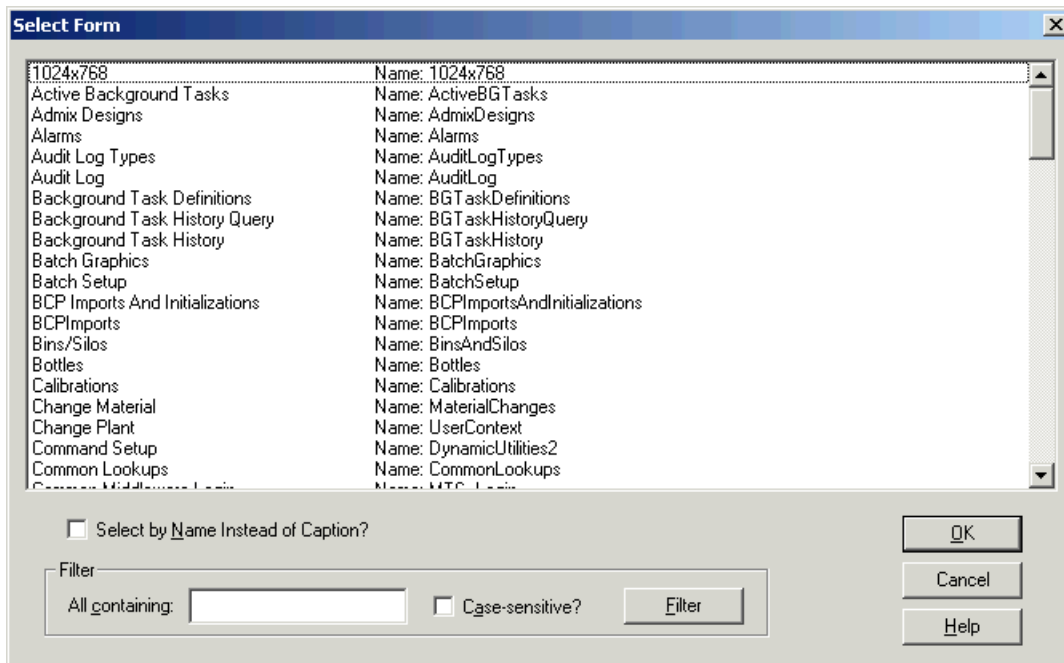 Select Form
1024x768 Name: 1024x768
Active Background Tasks Name: ActiveBGTasks
Admix Designs Name: AdmixDesigns
Alarms Name: Alarms
Audit Log Types Name: AuditLogTypes
Audit Log Name: AuditLog
Background Task Definitions Name: BGTaskDefinitions
Background Task History Query Name: BGTaskHistoryQuery
Background Task History Name: BGTaskHistory
Batch Graphics Name: BatchGraphics
Batch Setup Name: BatchSetup
BCP Imports And Initializations Name: BCPImportsAndInitializations
BCPImports Name: BCPImports
Bins/Silos Name: BinsAndSilos
Bottles Name: Bottles
Calibrations Name: Calibrations
Change Material Name: MaterialChanges
Change Plant Name: UserContext
Command Setup Name: DynamicUtilities2
Common Lookups Name: CommonLookups
Common Middleware Login Name: MTS_Login
Select by Name Instead of Caption?
OK
Filter
Cancel
All containing: Case-sensitive? Filter
Help